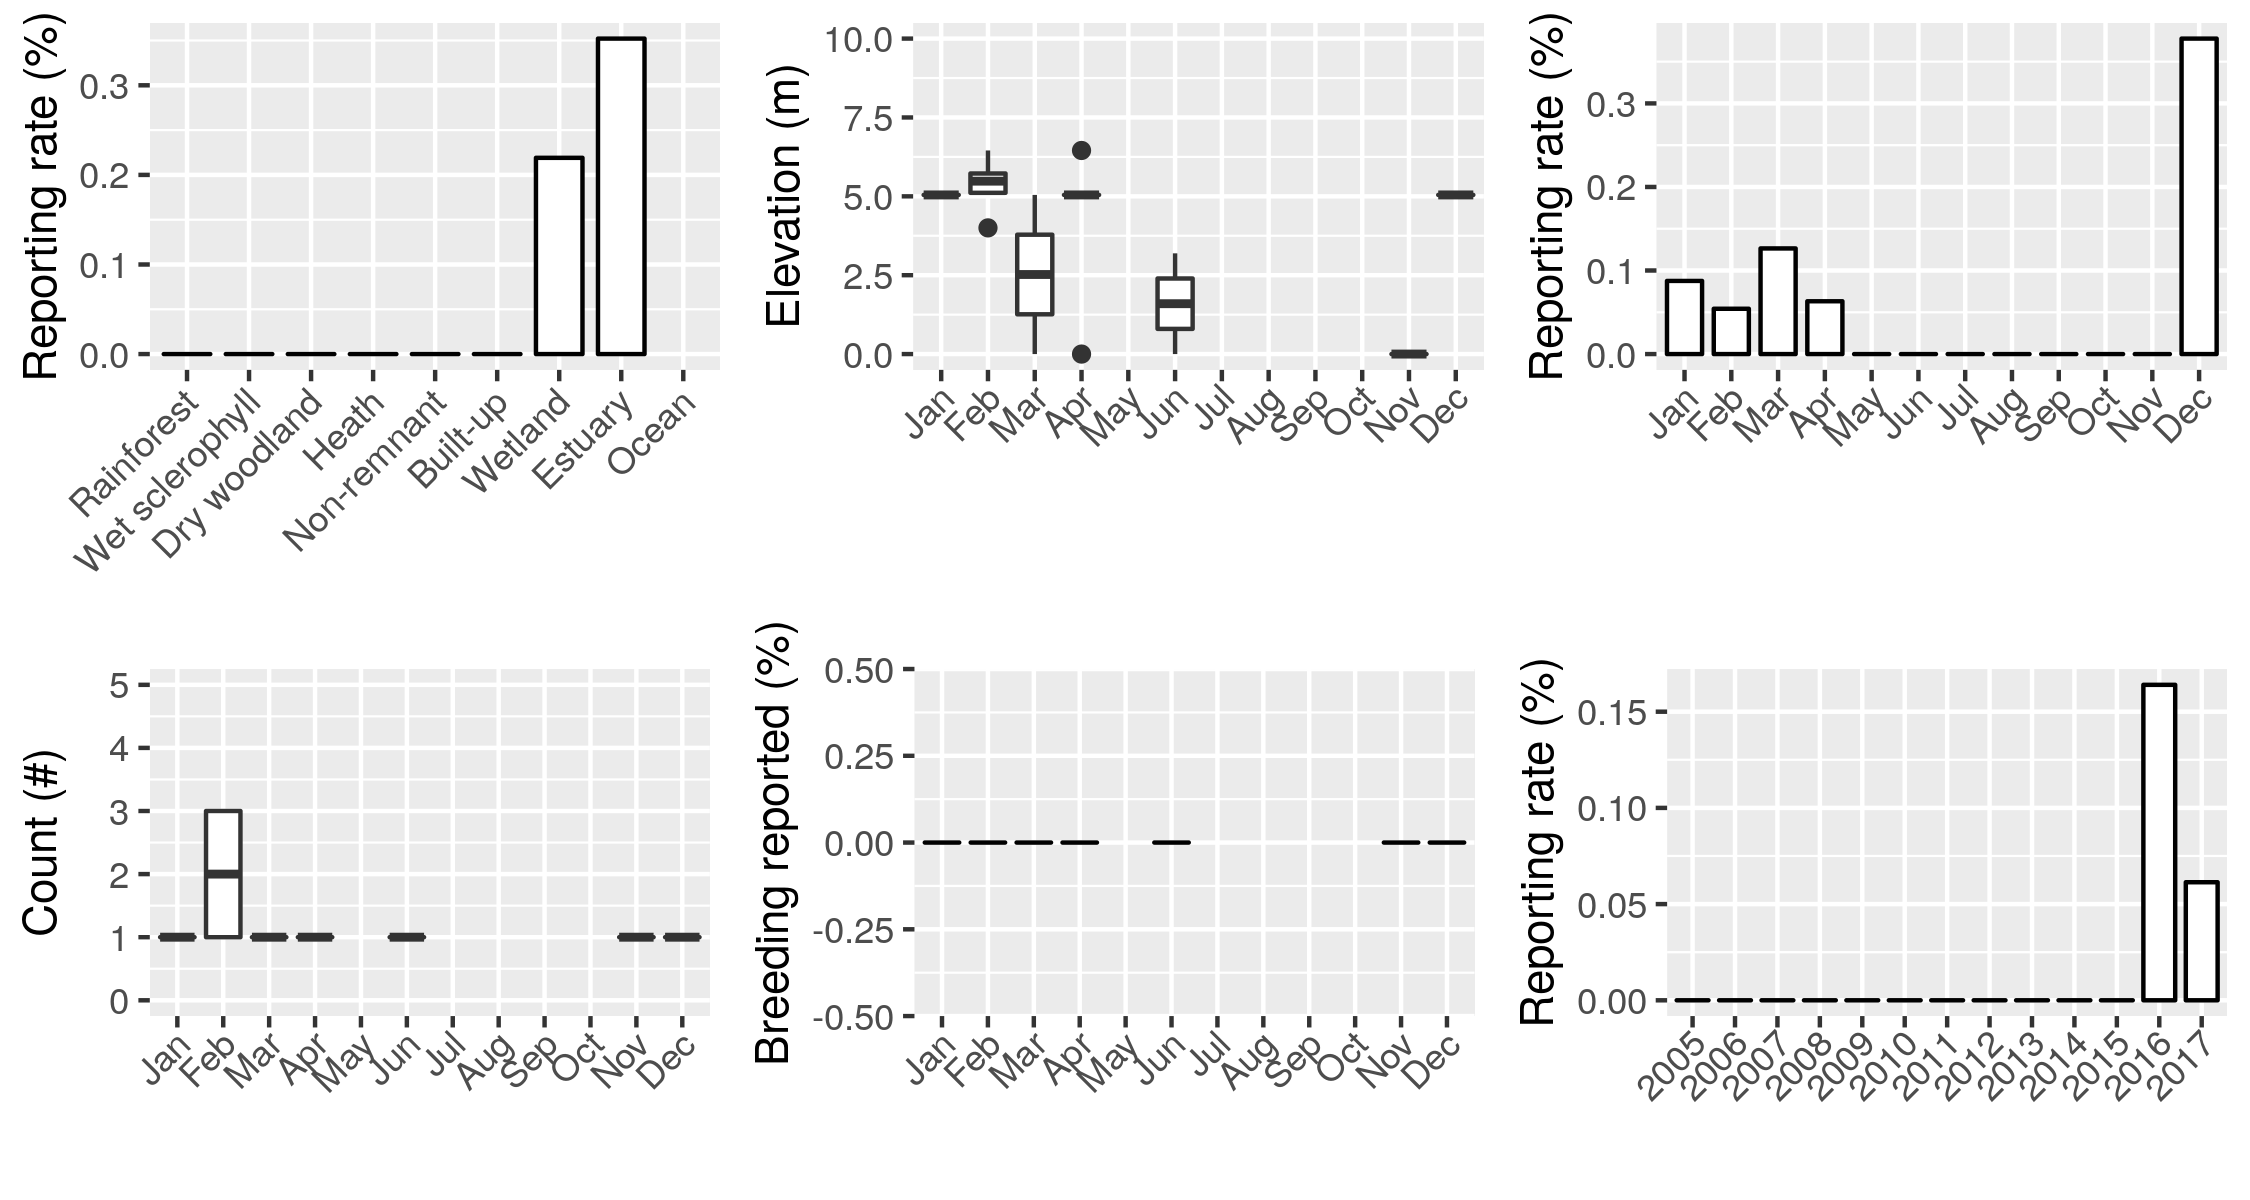 Reporting rate (%)
0.3
0.2
0.1
0.0
Rainforest
Wet sclerophyll
Dry woodland
Heath
Non-remnant
Built-up
Wetland
Estuary
Ocean
Elevation (m)
10.0
7.5
5.0
2.5
0.0
Jan Feb Mar Apr May Jun Jul Aug Sep Oct Nov Dec
Reporting rate (%)
0.3
0.2
0.1
0.0
Jan Feb Mar Apr May Jun Jul Aug Sep Oct Nov Dec
Count (#)
5
4
3
2
1
0
Jan Feb Mar Apr May Jun Jul Aug Sep Oct Nov Dec
Breeding reported (%)
0.50
0.25
0.00
-0.25
-0.50
Jan Feb Mar Apr May Jun Jul Aug Sep Oct Nov Dec
Reporting rate (%)
0.15
0.10
0.05
0.00
2005 2006 2007 2008 2009 2010 2011 2012 2013 2014 2015 2016 2017